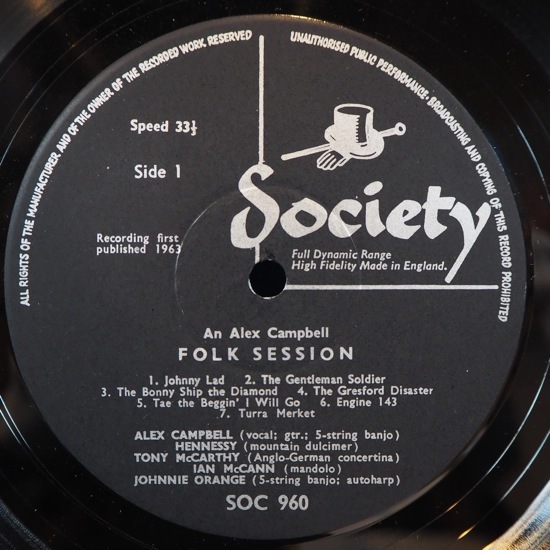 ALL RIGHTS OF THE MANUFACTURER AND OF THE OWNER OF THE RECORDED WORK RESERVED
UNAUTHORISED PUBLIC PERFORMANCE · BROADCASTING AND COPYING OF THIS RECORD PROHIBITED
Speed 33⅓
Side 1
Society
Recording first
published 1963
Full Dynamic Range
High Fidelity Made in England.
An Alex Campbell
FOLK SESSION
1. Johnny Lad 2. The Gentleman Soldier
3. The Bonny Ship the Diamond 4. The Gresford Disaster
5. Tae the Beggin' I Will Go 6. Engine 143
7. Turra Merket
ALEX CAMPBELL (vocal; gtr.; 5-string banjo)
HENNESSY (mountain dulcimer)
TONY McCARTHY (Anglo-German concertina)
IAN McCANN (mandolo)
JOHNNIE ORANGE (5-string banjo; autoharp)
SOC 960